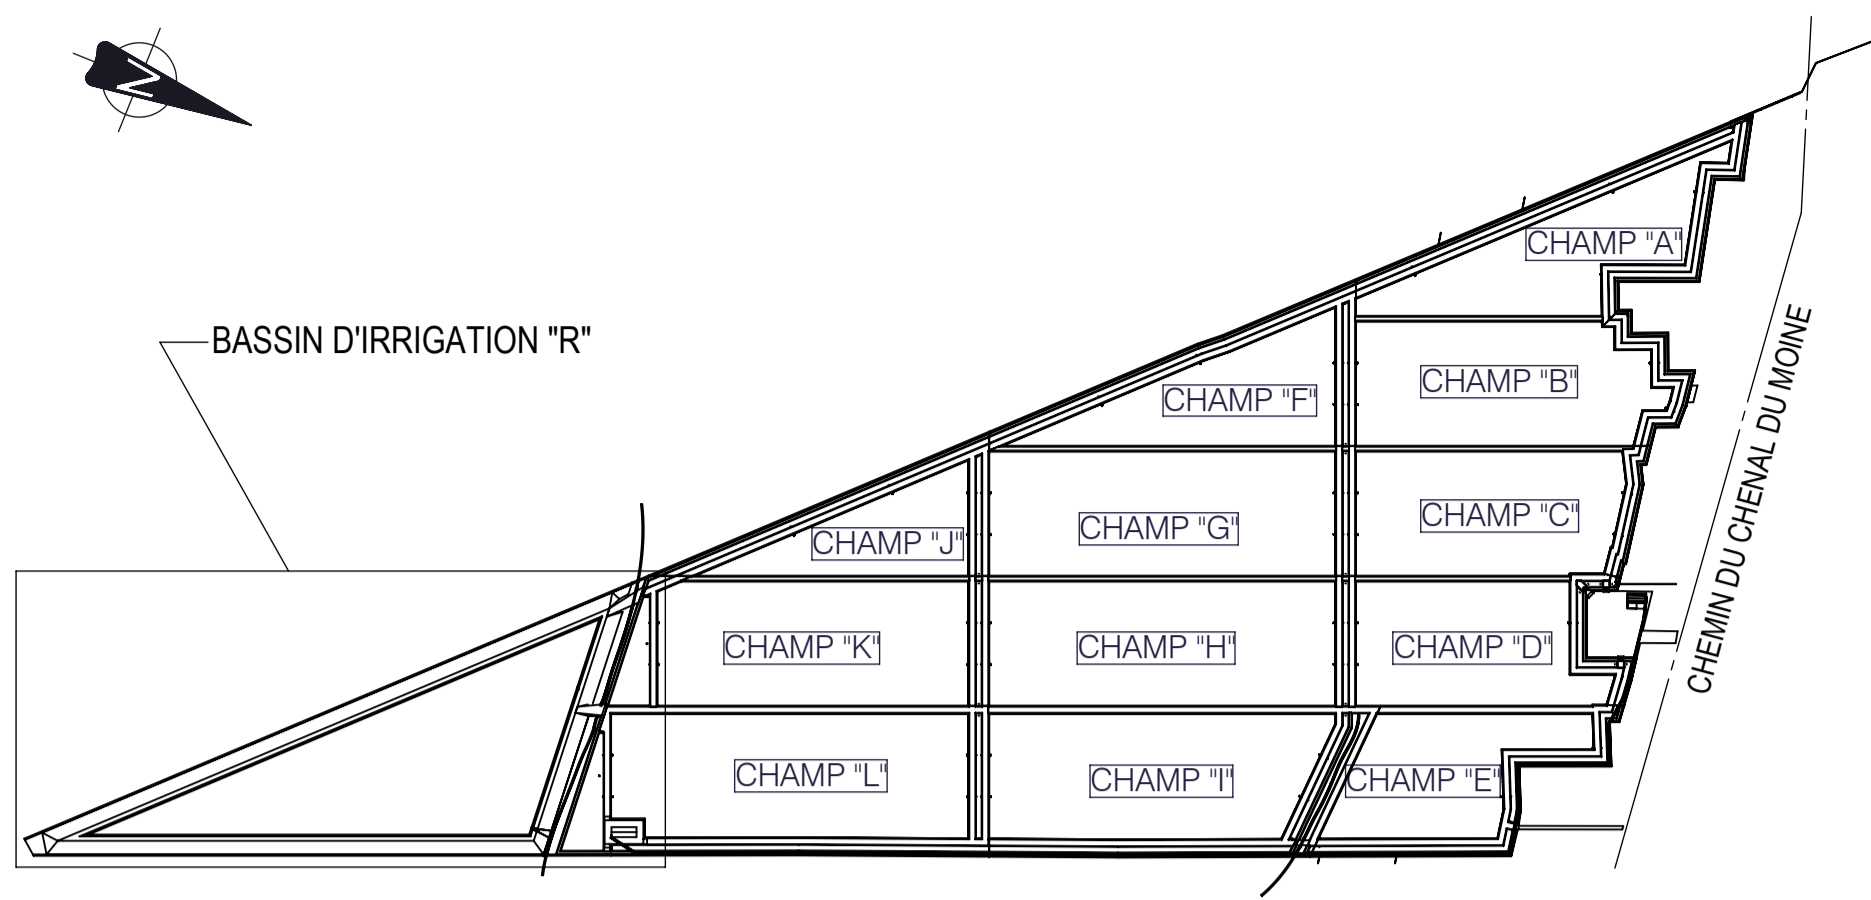 N
CHAMP "A"
BASSIN D'IRRIGATION "R"
CHAMP "B"
CHAMP "F"
CHEMIN DU CHENAL DU MOINE
CHAMP "C"
CHAMP "G"
CHAMP "J"
CHAMP "K"
CHAMP "H"
CHAMP "D"
CHAMP "L"
CHAMP "I"
CHAMP "E"